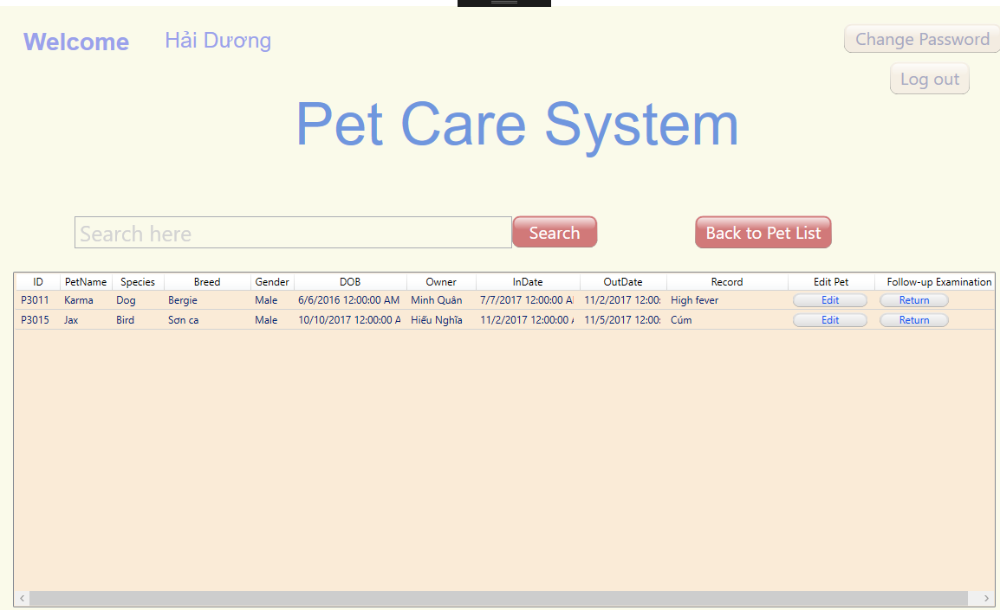 Welcome Hải Dương Change Password
Log out
Pet Care System
Search here Search Back to Pet List
ID PetName Species Breed Gender DOB Owner InDate OutDate Record Edit Pet Follow-up Examination
P3011 Karma Dog Bergie Male 6/6/2016 12:00:00 AM Minh Quân 7/7/2017 12:00:00 A 11/2/2017 12:00: High fever Edit Return
P3015 Jax Bird Sơn ca Male 10/10/2017 12:00:00 A Hiếu Nghĩa 11/2/2017 12:00:00 11/5/2017 12:00: Cúm Edit Return